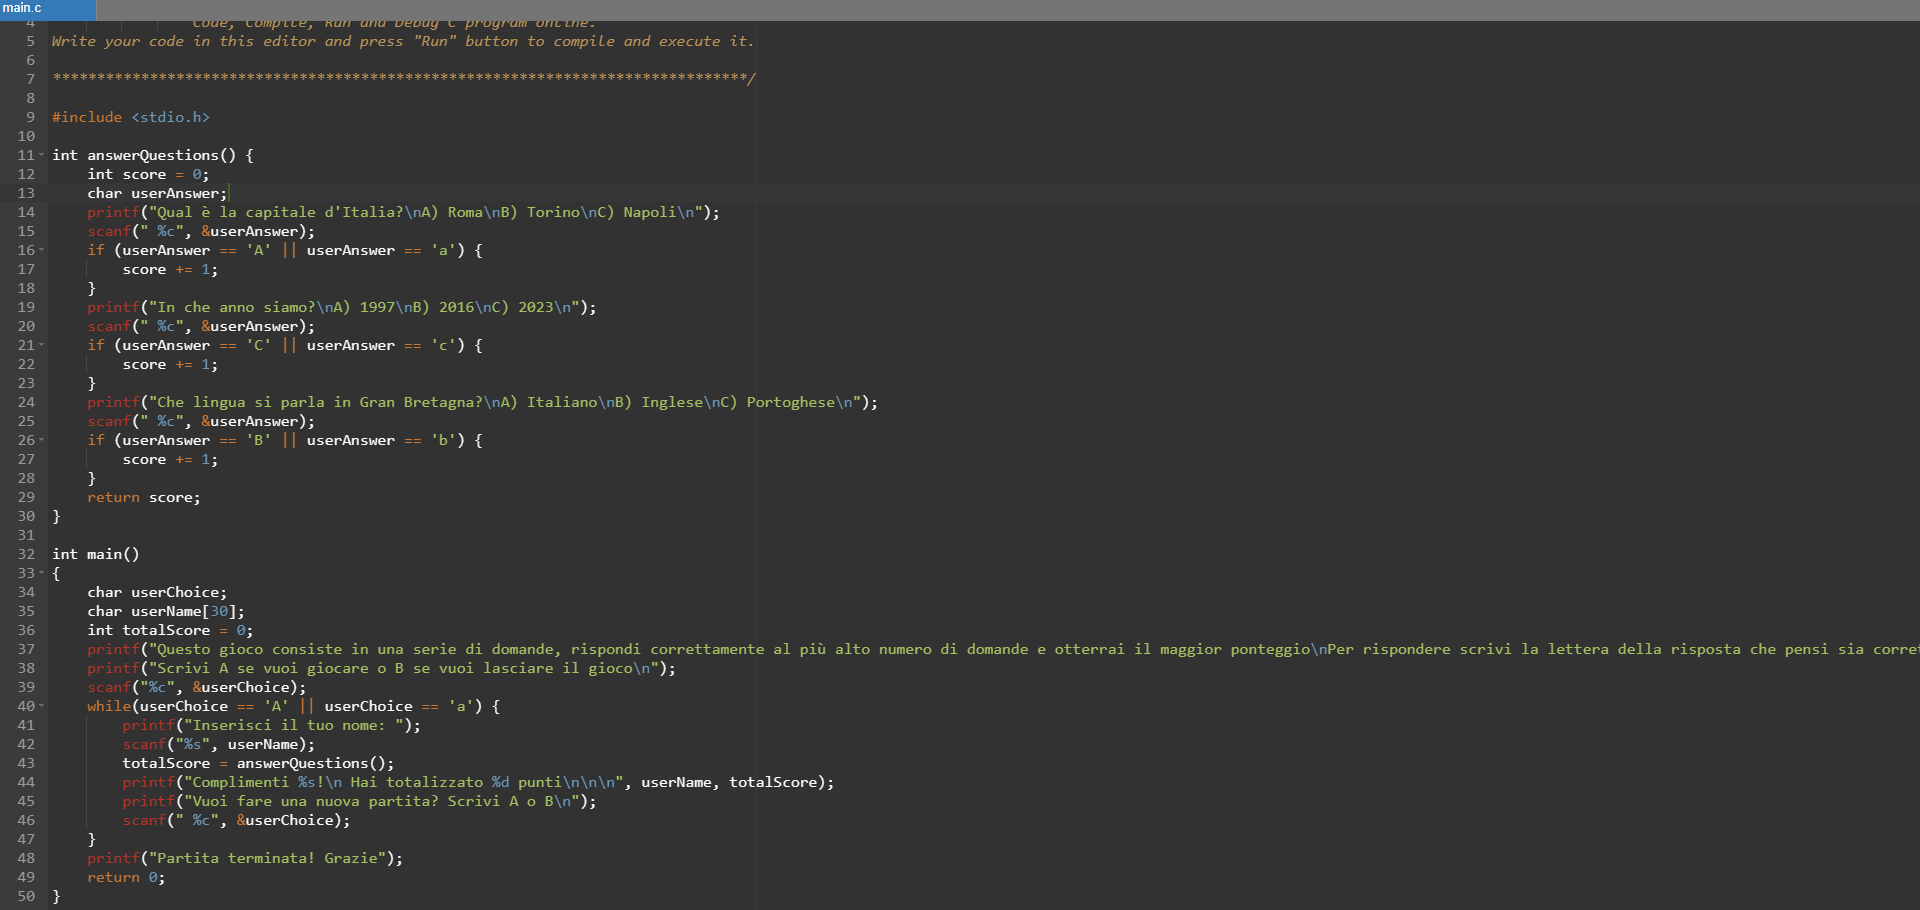 main.c
4 Code, Compile, Run and Debug C program online.
5 Write your code in this editor and press "Run" button to compile and execute it.
6
7 *******************************************************************************/
8
9 #include <stdio.h>
10
11 int answerQuestions() {
12     int score = 0;
13     char userAnswer;
14     printf("Qual è la capitale d'Italia?\nA) Roma\nB) Torino\nC) Napoli\n");
15     scanf(" %c", &userAnswer);
16     if (userAnswer == 'A' || userAnswer == 'a') {
17         score += 1;
18     }
19     printf("In che anno siamo?\nA) 1997\nB) 2016\nC) 2023\n");
20     scanf(" %c", &userAnswer);
21     if (userAnswer == 'C' || userAnswer == 'c') {
22         score += 1;
23     }
24     printf("Che lingua si parla in Gran Bretagna?\nA) Italiano\nB) Inglese\nC) Portoghese\n");
25     scanf(" %c", &userAnswer);
26     if (userAnswer == 'B' || userAnswer == 'b') {
27         score += 1;
28     }
29     return score;
30 }
31
32 int main()
33 {
34     char userChoice;
35     char userName[30];
36     int totalScore = 0;
37     printf("Questo gioco consiste in una serie di domande, rispondi correttamente al più alto numero di domande e otterrai il maggior ponteggio\nPer rispondere scrivi la lettera della risposta che pensi sia corret
38     printf("Scrivi A se vuoi giocare o B se vuoi lasciare il gioco\n");
39     scanf("%c", &userChoice);
40     while(userChoice == 'A' || userChoice == 'a') {
41         printf("Inserisci il tuo nome: ");
42         scanf("%s", userName);
43         totalScore = answerQuestions();
44         printf("Complimenti %s!\n Hai totalizzato %d punti\n\n\n", userName, totalScore);
45         printf("Vuoi fare una nuova partita? Scrivi A o B\n");
46         scanf(" %c", &userChoice);
47     }
48     printf("Partita terminata! Grazie");
49     return 0;
50 }